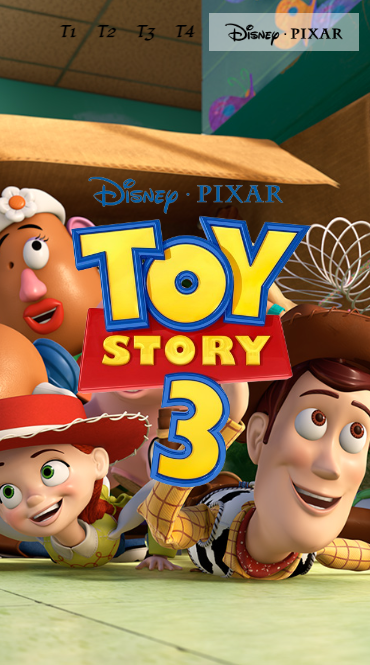 T1 T2 T3 T4
Disney · PIXAR
Disney · PIXAR
TOY
STORY
3